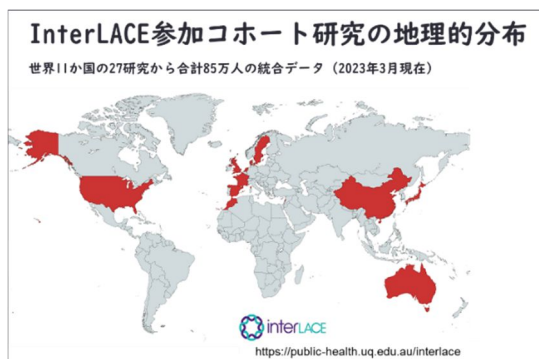 InterLACE参加コホート研究の地理的分布
世界11か国の27研究から合計85万人の統合データ（2023年3月現在）
interLACE
https://public-health.uq.edu.au/interlace